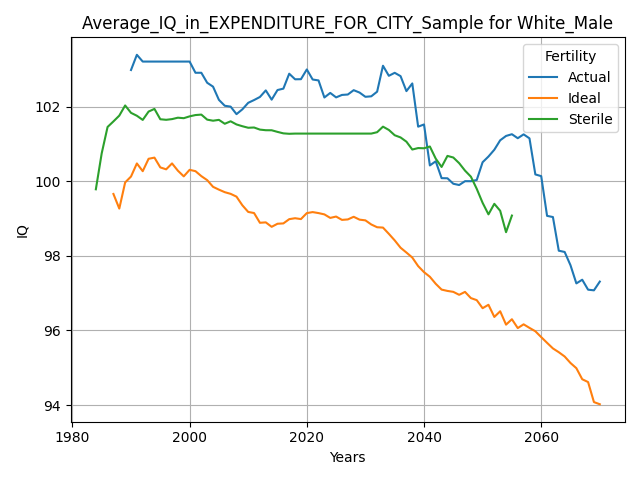 Average_IQ_in_EXPENDITURE_FOR_CITY_Sample for White_Male
Fertility
Actual
Ideal
Sterile
IQ
102
100
98
96
94
1980
2000
2020
2040
2060
Years